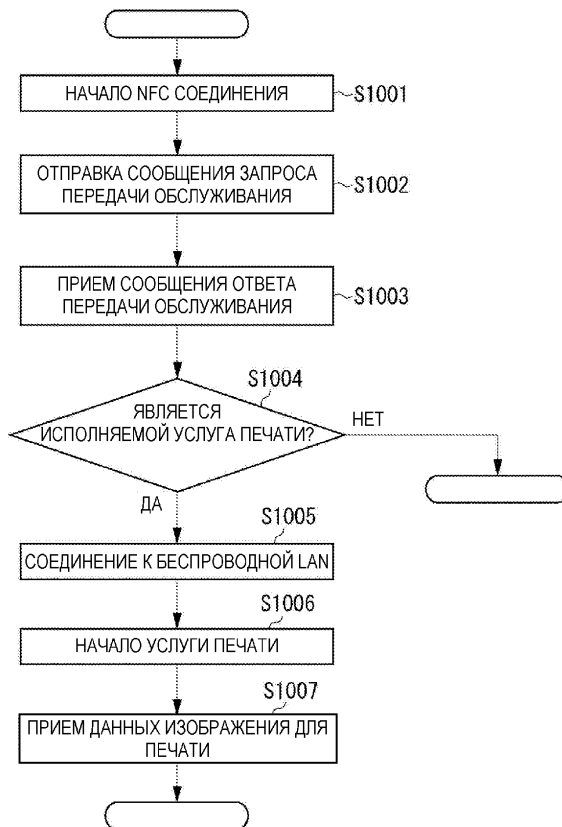 НАЧАЛО NFC СОЕДИНЕНИЯ
S1001
ОТПРАВКА СООБЩЕНИЯ ЗАПРОСА
ПЕРЕДАЧИ ОБСЛУЖИВАНИЯ
S1002
ПРИЕМ СООБЩЕНИЯ ОТВЕТА
ПЕРЕДАЧИ ОБСЛУЖИВАНИЯ
S1003
S1004
ЯВЛЯЕТСЯ
ИСПОЛНЯЕМОЙ УСЛУГА ПЕЧАТИ?
НЕТ
ДА
S1005
СОЕДИНЕНИЕ К БЕСПРОВОДНОЙ LAN
S1006
НАЧАЛО УСЛУГИ ПЕЧАТИ
S1007
ПРИЕМ ДАННЫХ ИЗОБРАЖЕНИЯ ДЛЯ
ПЕЧАТИ